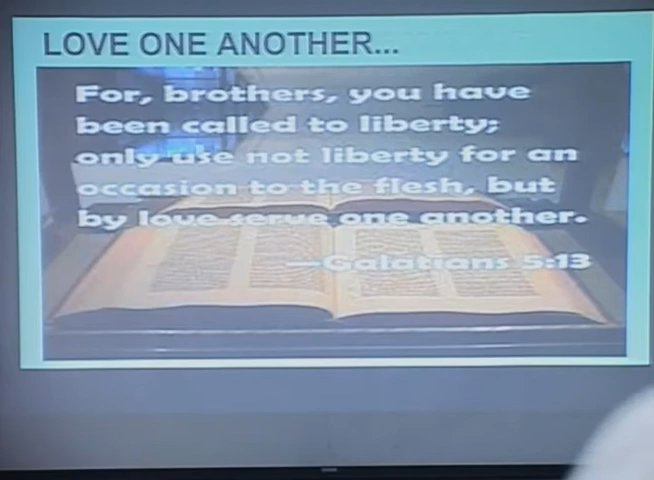 LOVE ONE ANOTHER...
For, brothers, you have
been called to liberty;
only use not liberty for an
occasion to the flesh, but
by love serve one another.
—Galatians 5:13